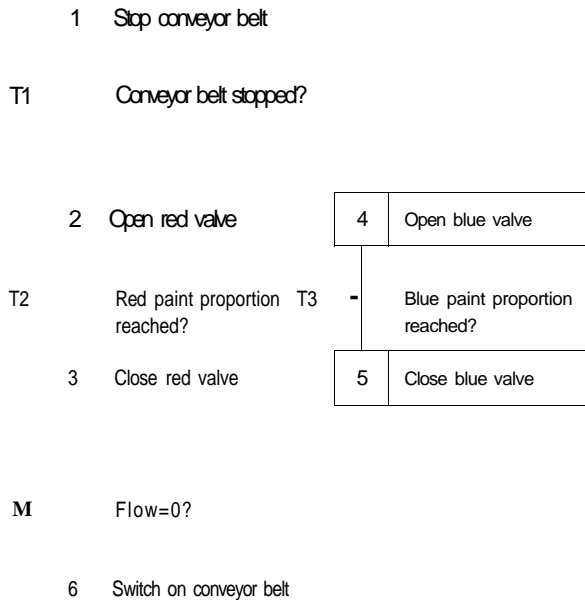 1 Stop conveyor belt
T1 Conveyor belt stopped?
2 Open red valve 4 Open blue valve
T2 Red paint proportion T3 Blue paint proportion
reached? reached?
3 Close red valve 5 Close blue valve
M Flow=0?
6 Switch on conveyor belt